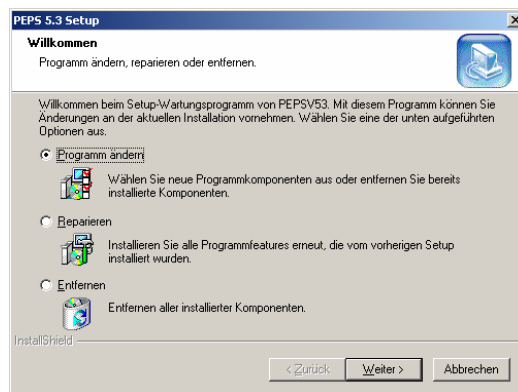 PEPS 5.3 Setup
Willkommen
Programm ändern, reparieren oder entfernen.
Willkommen beim Setup-Wartungsprogramm von PEPSV53. Mit diesem Programm können Sie
Änderungen an der aktuellen Installation vornehmen. Wählen Sie eine der unten aufgeführten
Optionen aus.
Programm ändern
Wählen Sie neue Programmkomponenten aus oder entfernen Sie bereits
installierte Komponenten.
Reparieren
Installieren Sie alle Programmfeatures erneut, die vom vorherigen Setup
installiert wurden.
Entfernen
Entfernen aller installierter Komponenten.
InstallShield
< Zurück Weiter > Abbrechen